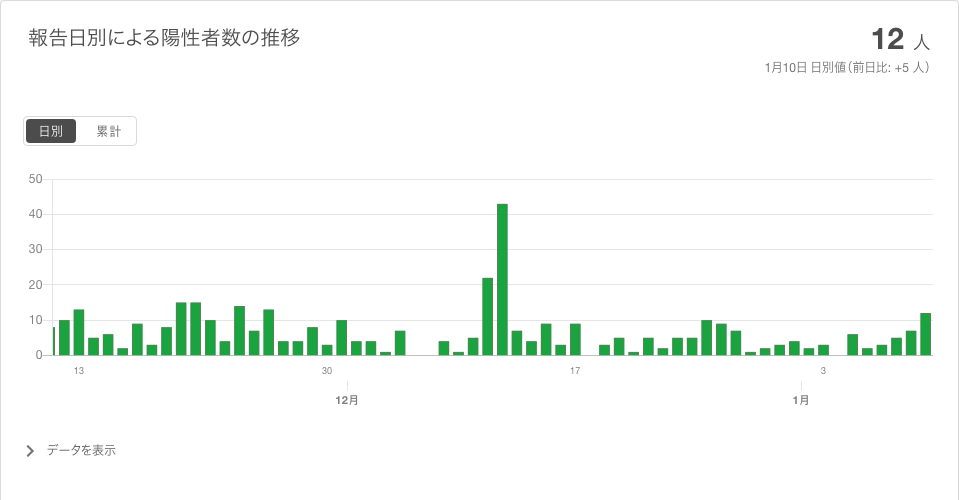 報告日別による陽性者数の推移
12 人
1月10日 日別値（前日比: +5 人）
日別 累計
50
40
30
20
10
0
13 30 17 3
12月 1月
データを表示